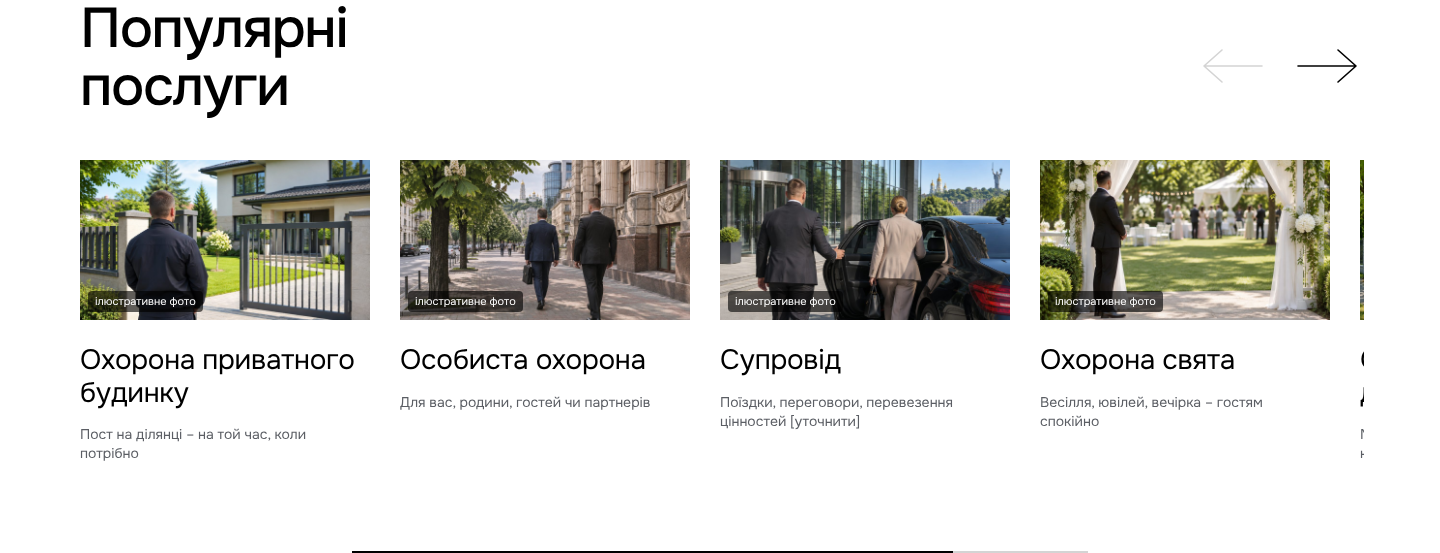 Популярні
послуги
ілюстративне фото
ілюстративне фото
ілюстративне фото
ілюстративне фото
Охорона приватного
будинку
Пост на ділянці – на той час, коли
потрібно
Особиста охорона
Для вас, родини, гостей чи партнерів
Супровід
Поїздки, переговори, перевезення
цінностей [уточнити]
Охорона свята
Весілля, ювілей, вечірка – гостям
спокійно